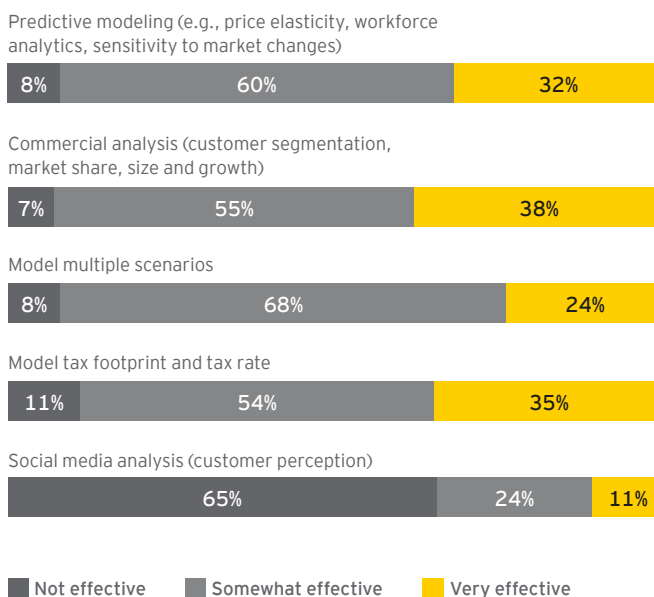 Predictive modeling (e.g., price elasticity, workforce
analytics, sensitivity to market changes)
8% 60% 32%
Commercial analysis (customer segmentation,
market share, size and growth)
7% 55% 38%
Model multiple scenarios
8% 68% 24%
Model tax footprint and tax rate
11% 54% 35%
Social media analysis (customer perception)
65% 24% 11%
Not effective Somewhat effective Very effective